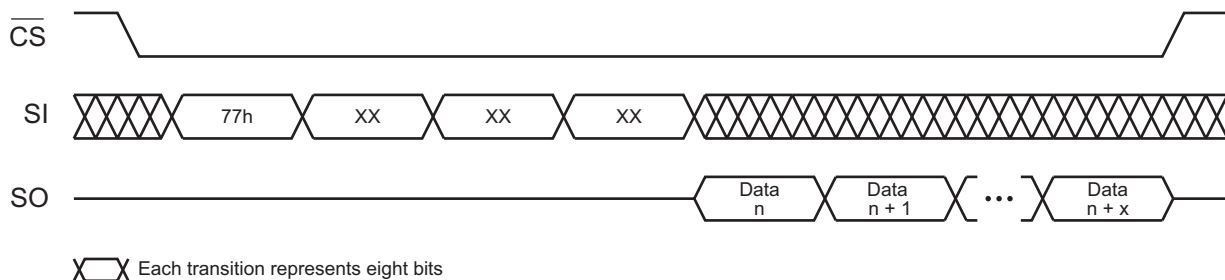 CS
SI
77h
XX
XX
XX
SO
Data
n
Data
n + 1
•••
Data
n + x
Each transition represents eight bits